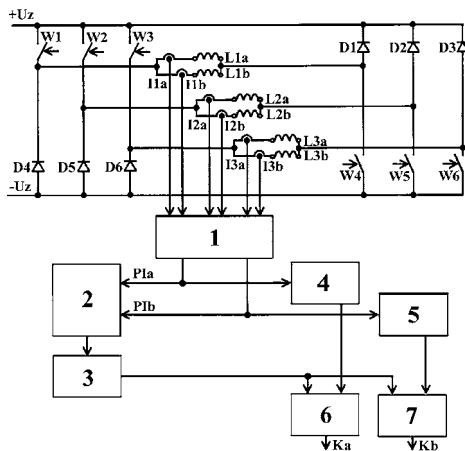 +Uz
W1 W2 W3 D1 D2 D3
L1a
L1b
I1a I1b
L2a
L2b
I2a I2b
L3a
L3b
I3a I3b
D4 D5 D6 W4 W5 W6
-Uz
1
PIa
2 4
PIb
5
3
6 7
Ka Kb